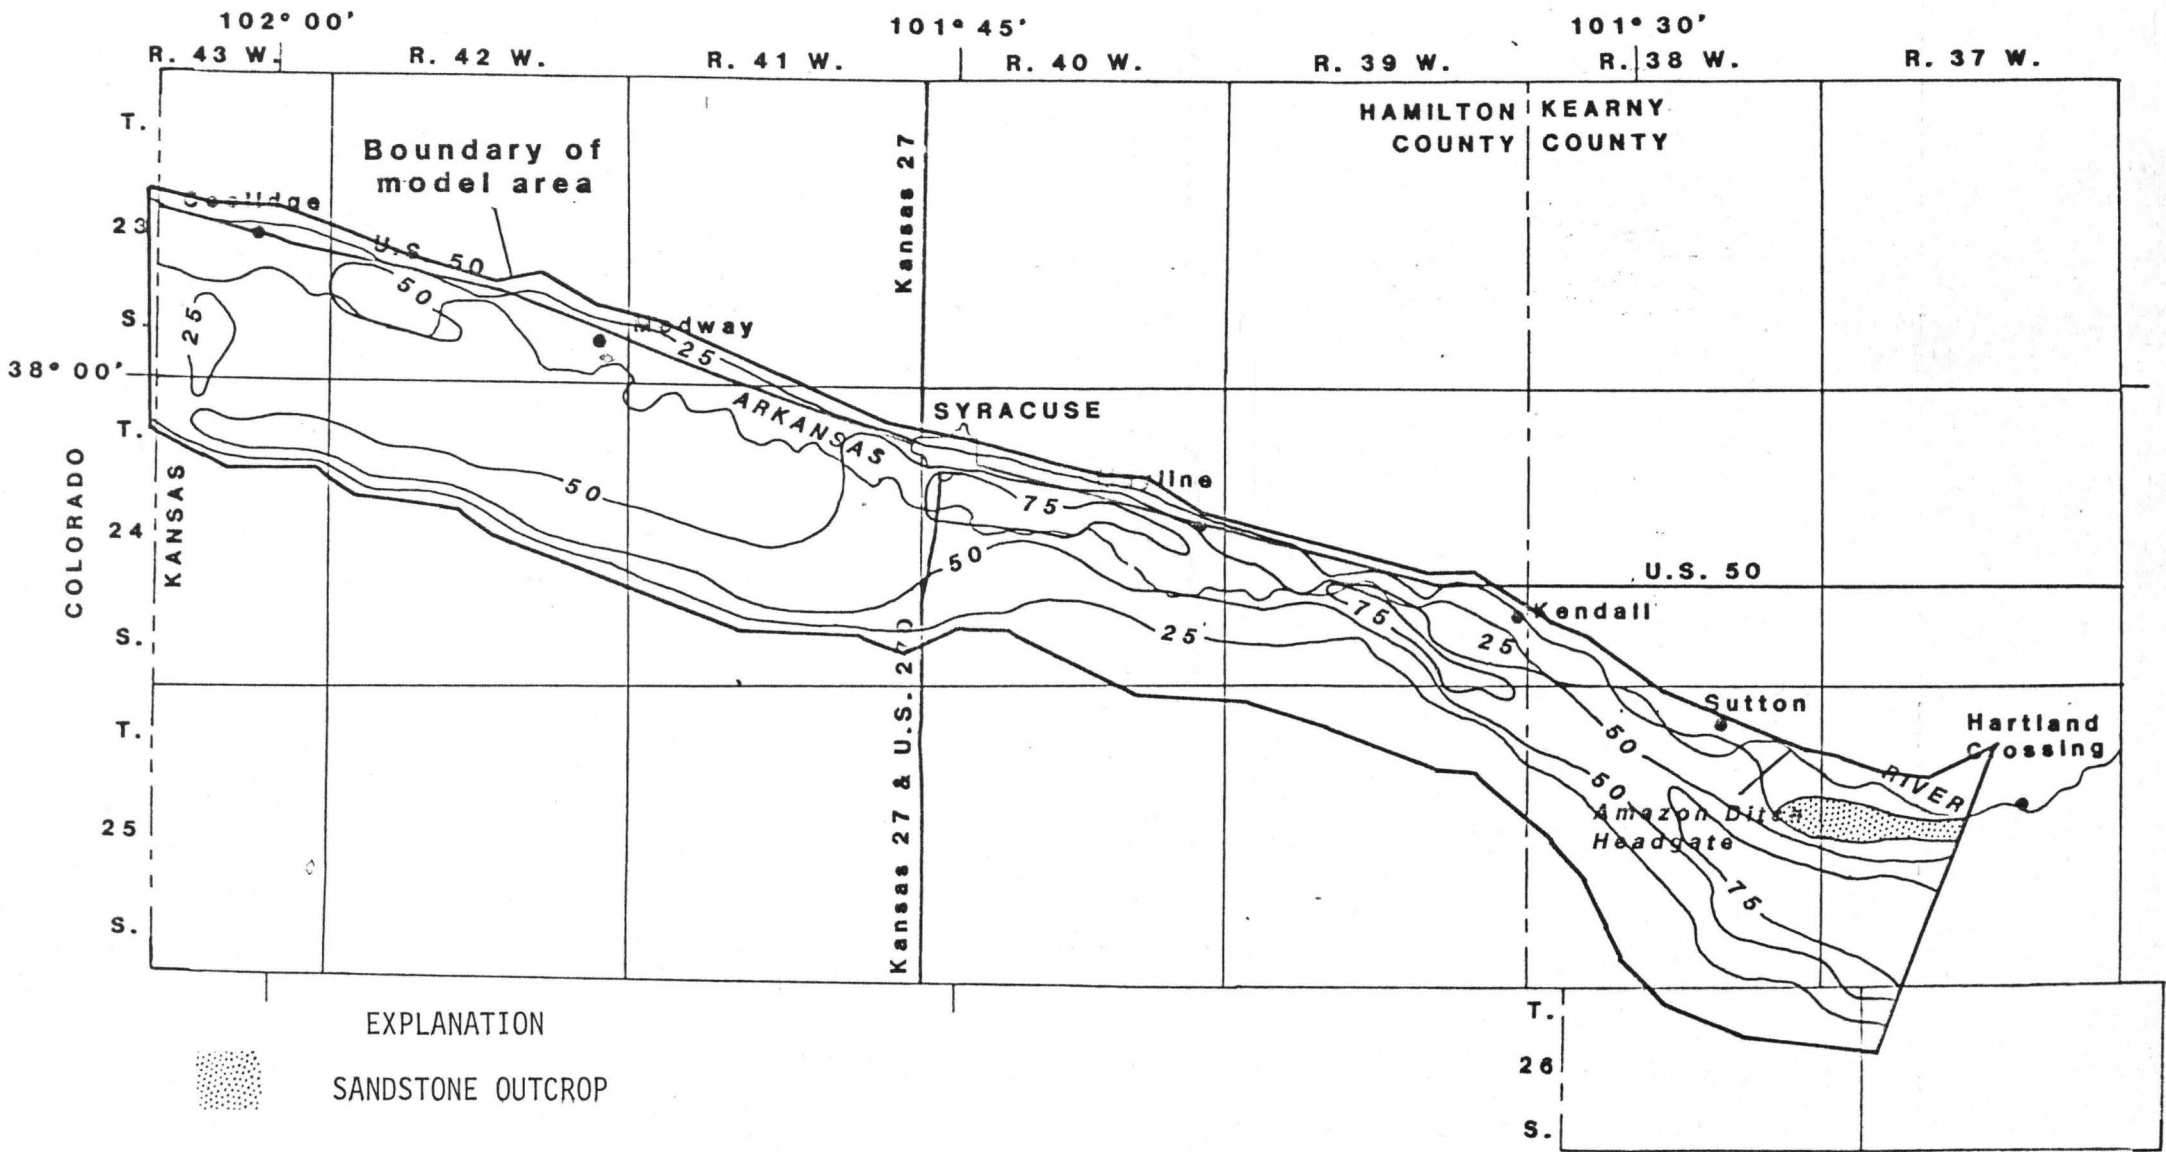 102° 00'
101° 45'
101° 30'
R. 43 W.
R. 42 W.
R. 41 W.
R. 40 W.
R. 39 W.
R. 38 W.
R. 37 W.
HAMILTON KEARNY
COUNTY COUNTY
T.
23
S.
Boundary of
model area
Kansas 27
U.S. 50
50
25
Medway
25
38° 00'
ARKANSAS
SYRACUSE
T.
24
S.
COLORADO
KANSAS
50
75
50
U.S. 50
Kendall
75
25
25
Sutton
Hartland
Crossing
T.
25
S.
Kansas 27 & U.S. 270
50
50
RIVER
Amazon Ditch
Headgate
75
T.
26
S.
EXPLANATION
SANDSTONE OUTCROP